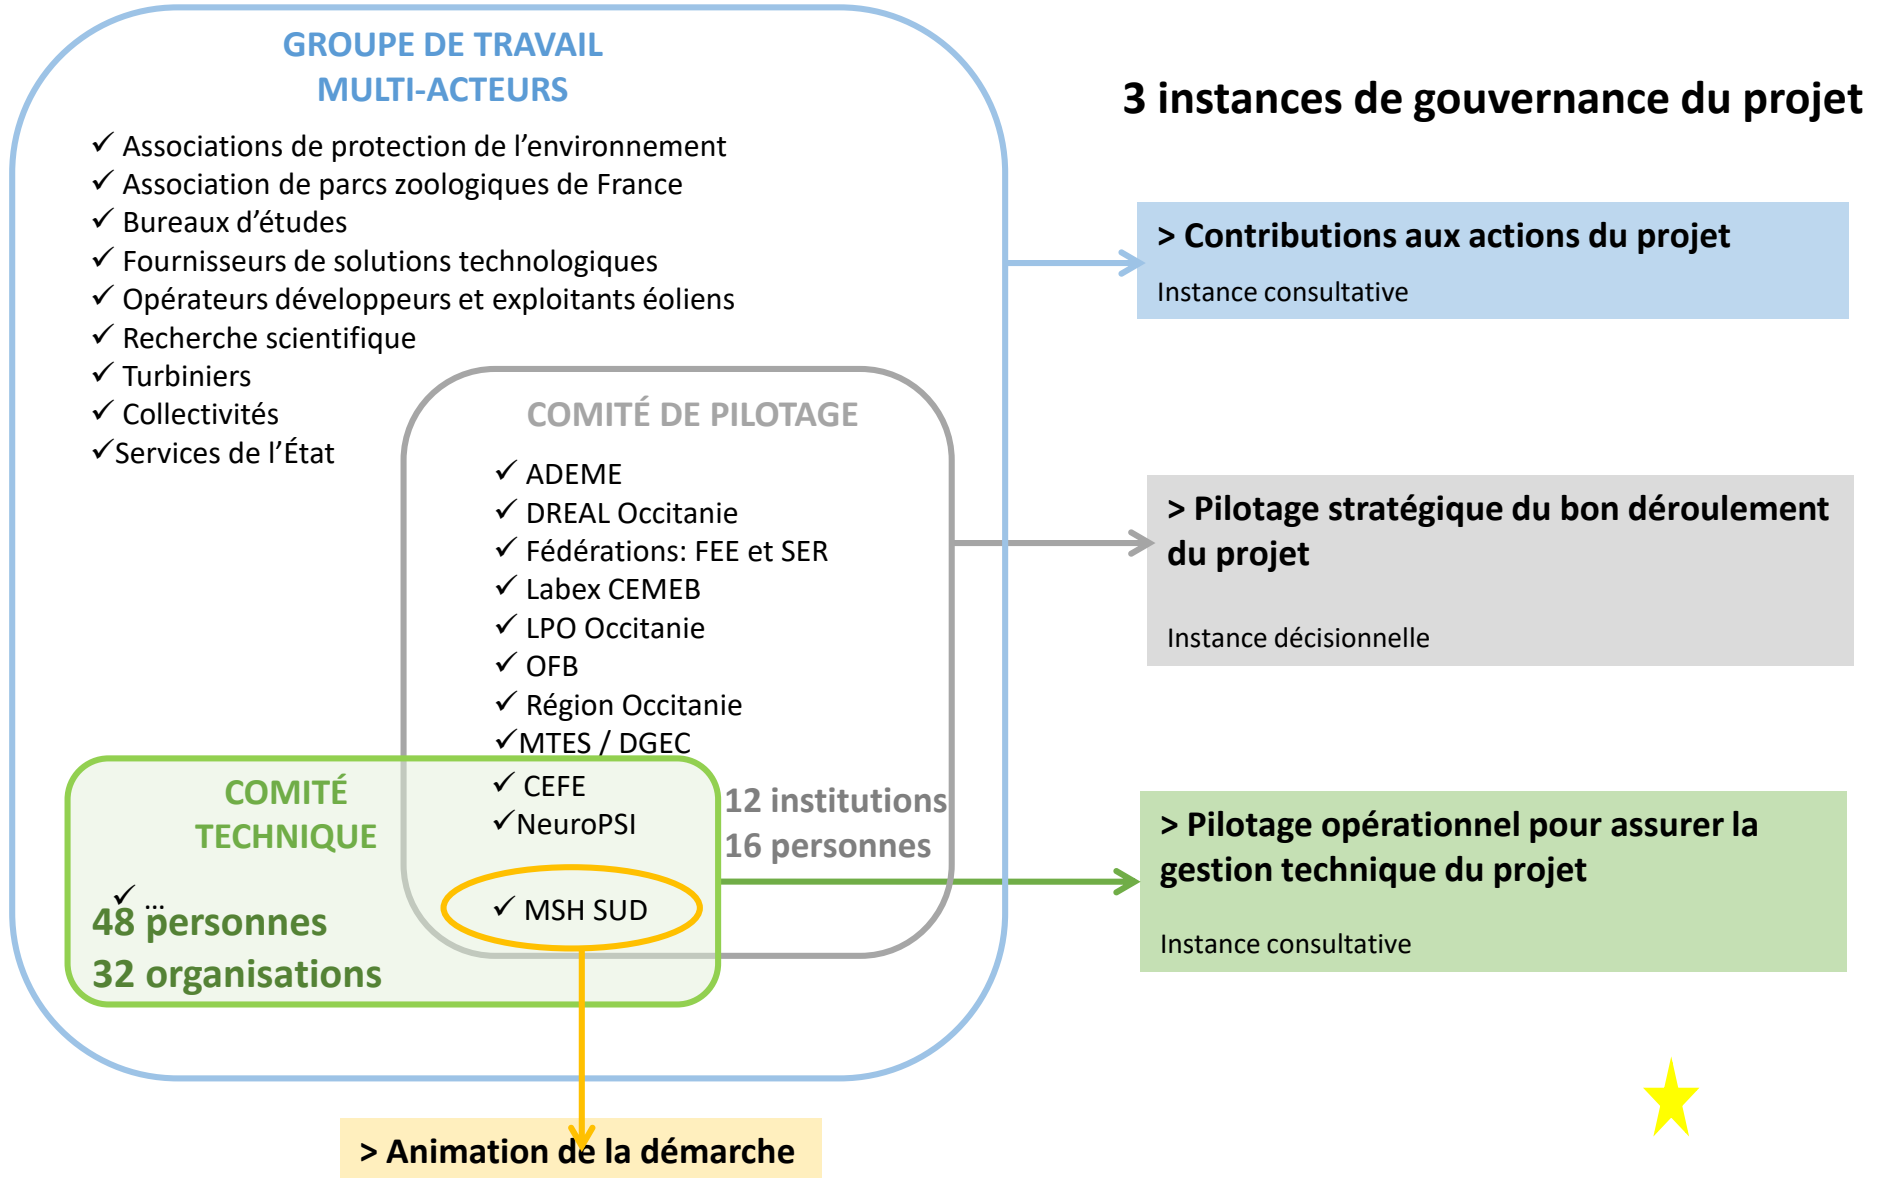 GROUPE DE TRAVAIL
MULTI-ACTEURS
✓ Associations de protection de l’environnement
✓ Association de parcs zoologiques de France
✓ Bureaux d’études
✓ Fournisseurs de solutions technologiques
✓ Opérateurs développeurs et exploitants éoliens
✓ Recherche scientifique
✓ Turbiniers
✓ Collectivités
✓Services de l’État
COMITÉ DE PILOTAGE
✓ ADEME
✓ DREAL Occitanie
✓ Fédérations: FEE et SER
✓ Labex CEMEB
✓ LPO Occitanie
✓ OFB
✓ Région Occitanie
✓MTES / DGEC
✓ CEFE
✓NeuroPSI
✓ MSH SUD
12 institutions
16 personnes
COMITÉ
TECHNIQUE
✓ ...
48 personnes
32 organisations
> Animation de la démarche
3 instances de gouvernance du projet
> Contributions aux actions du projet
Instance consultative
> Pilotage stratégique du bon déroulement
du projet
Instance décisionnelle
> Pilotage opérationnel pour assurer la
gestion technique du projet
Instance consultative